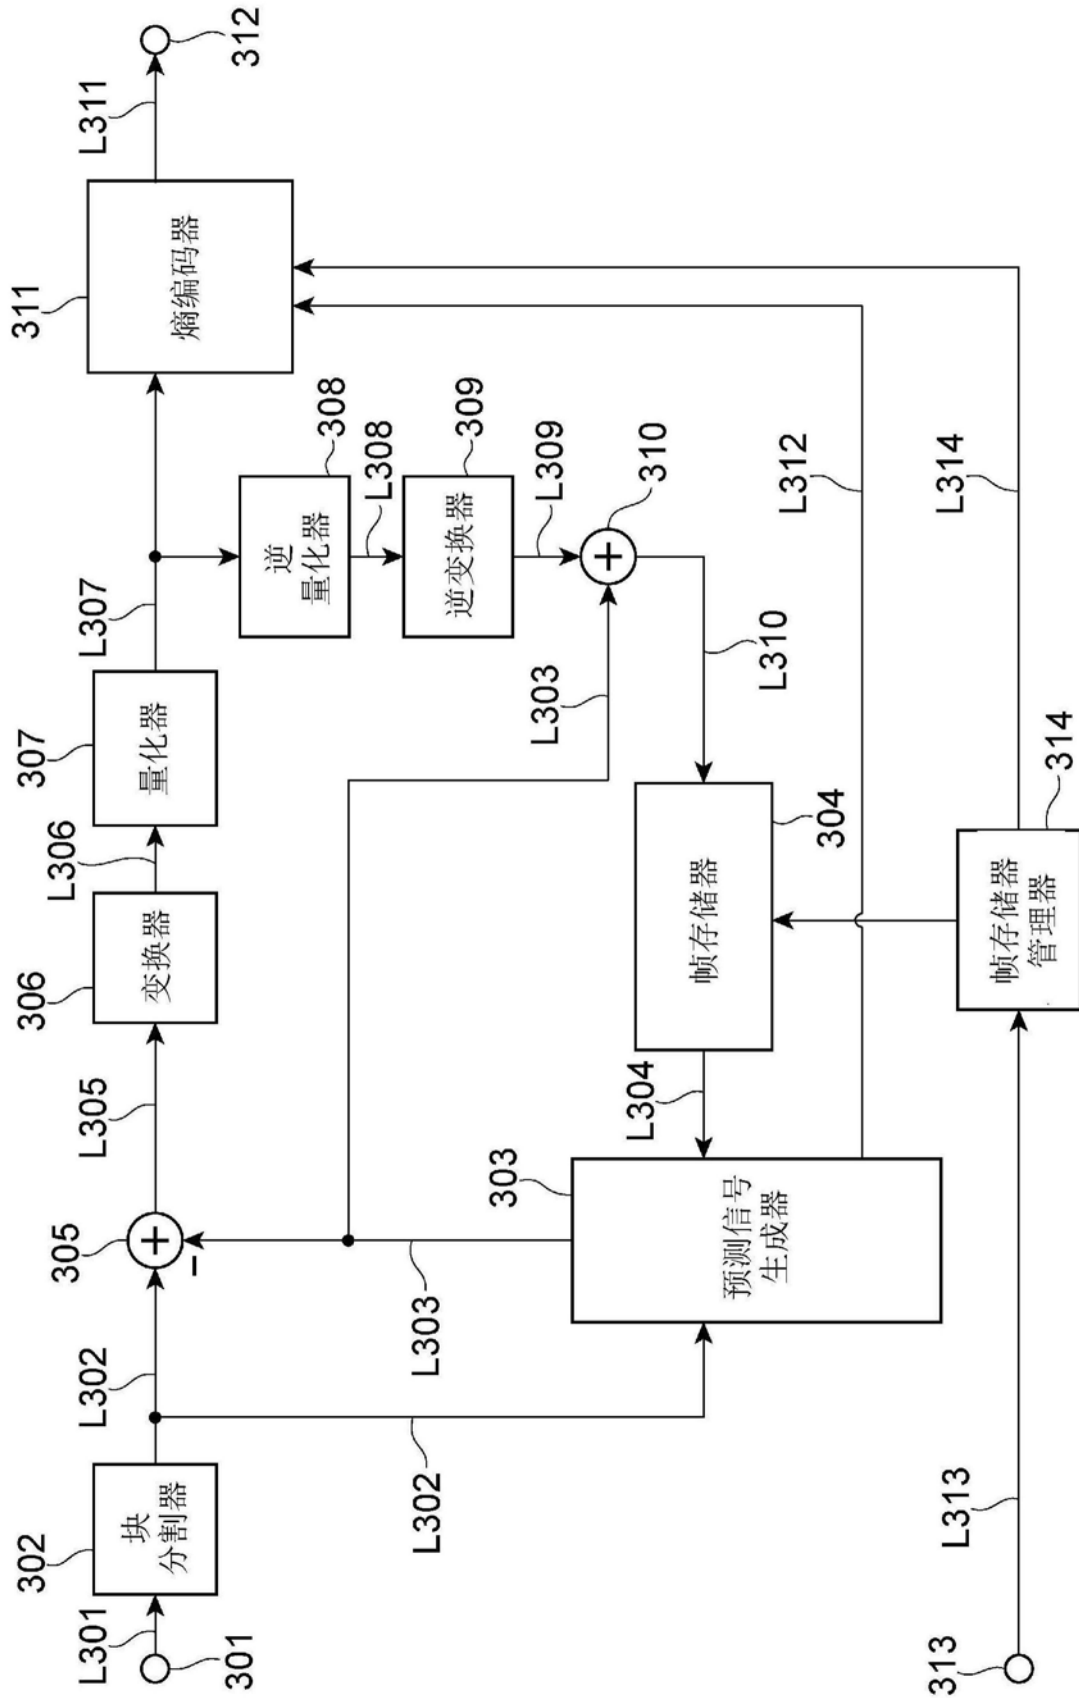 L301
301
302
块
分割器
L302
L302
305
L305
306
变换器
L306
307
量化器
L307
311
熵编码器
L311
312
逆
量化器
308
L308
逆变换器
309
L309
310
L303
L303
L310
303
预测信号
生成器
L304
帧存储器
304
L312
313
L313
帧存储器
管理器
314
L314